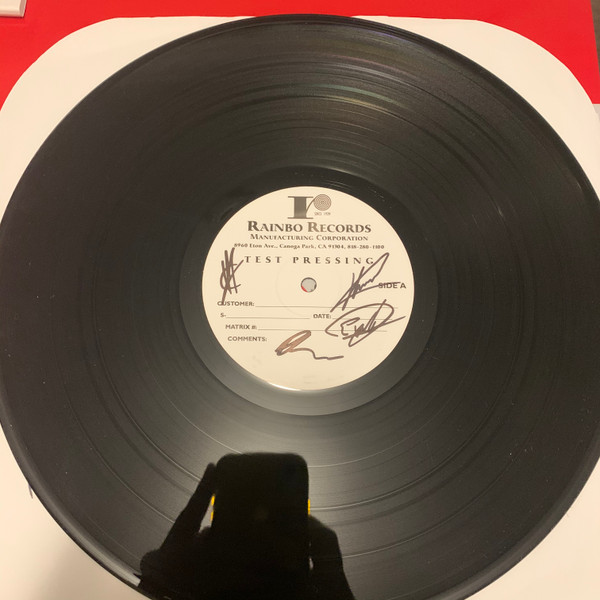 r
RAINBO RECORDS
MANUFACTURING CORPORATION
8960 Eton Ave., Canoga Park, CA 91304, 818-280-1100
TEST PRESSING
SIDE A
CUSTOMER:
S- DATE:
MATRIX #:
COMMENTS: